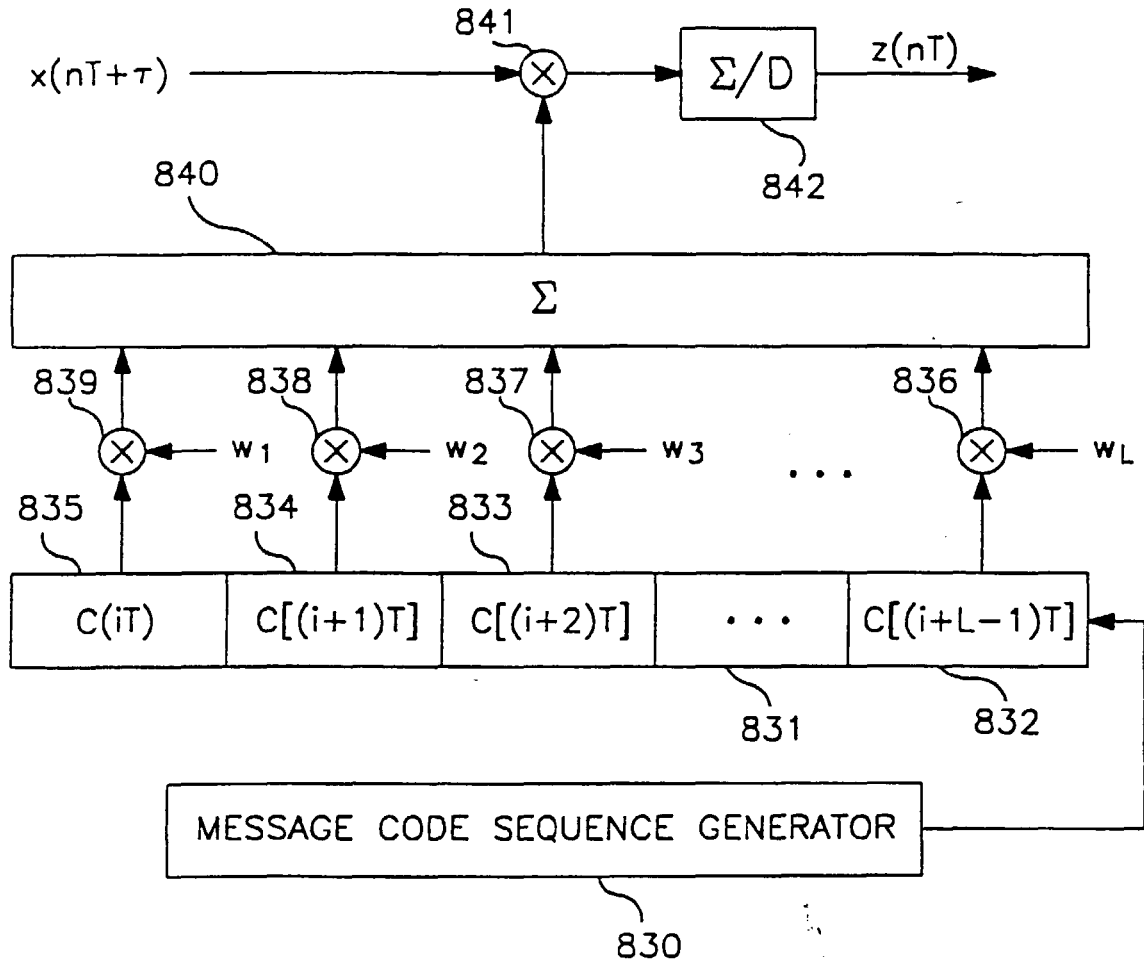 841
x(nT+τ)
Σ/D
z(nT)
842
840
Σ
839
838
837
836
w1
w2
w3
...
wL
835
834
833
C(iT)
C[(i+1)T]
C[(i+2)T]
...
C[(i+L-1)T]
831
832
MESSAGE CODE SEQUENCE GENERATOR
830